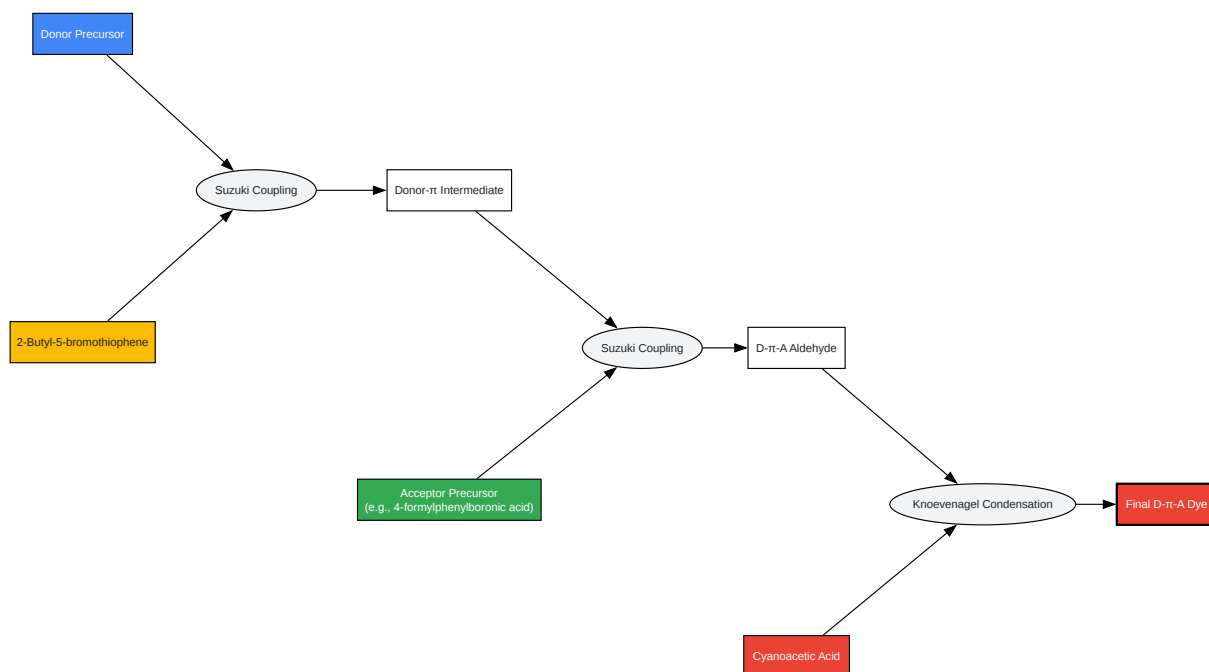 Donor Precursor
Suzuki Coupling
Donor-π Intermediate
2-Butyl-5-bromothiophene
Suzuki Coupling
D-π-A Aldehyde
Acceptor Precursor
(e.g., 4-formylphenylboronic acid)
Knoevenagel Condensation
Final D-π-A Dye
Cyanoacetic Acid